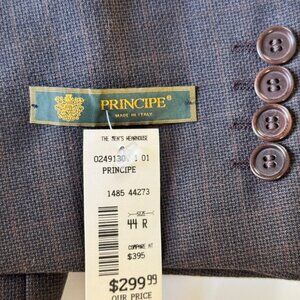 PRINCIPE®
MADE IN ITALY
THE MEN'S WEARHOUSE
01
PRINCIPE
1485 44273
SIZE
44 R
COMPARE AT
$395
$299.99
OUR PRICE